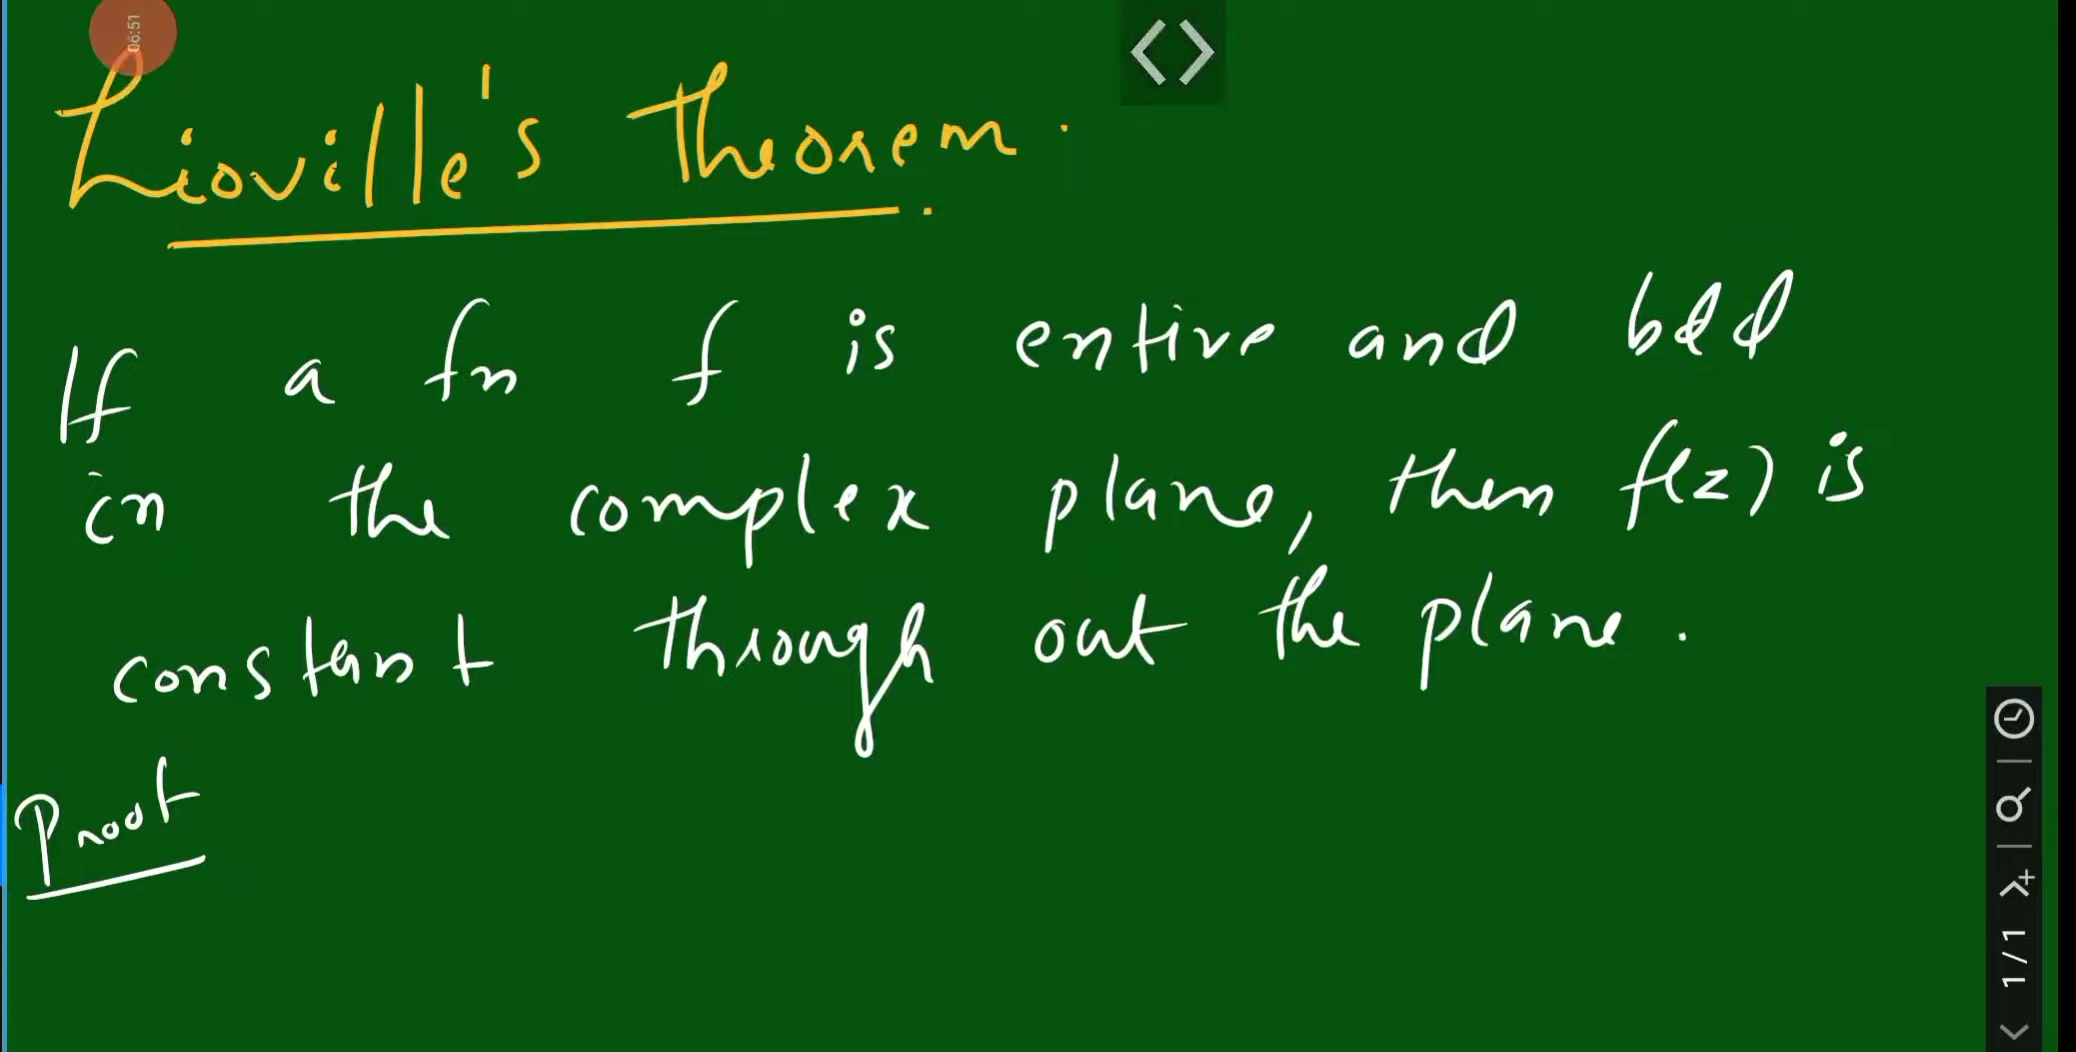 06:51
Lioville's theorem.
If a fn f is entire and bdd
in the complex plane, then f(z) is
constant through out the plane.
Proof
1/1